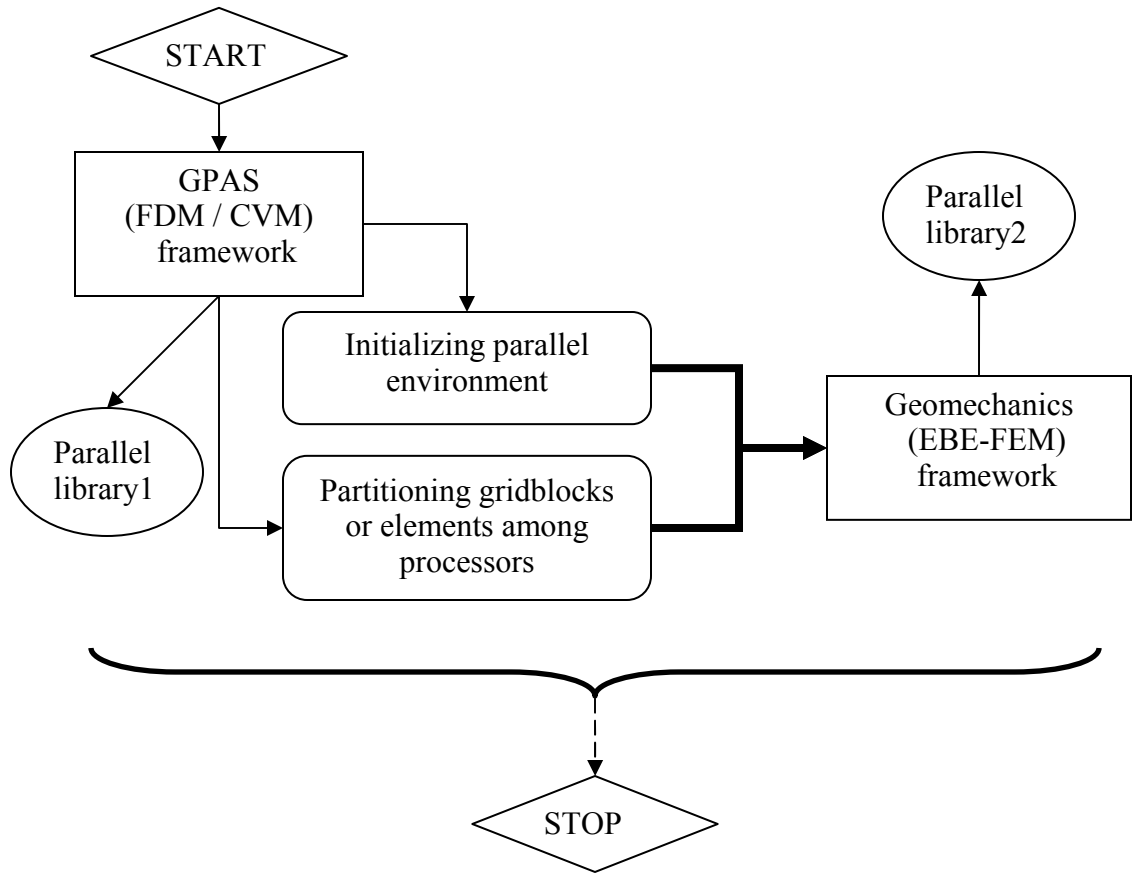 START
GPAS
(FDM / CVM)
framework
Parallel
library2
Initializing parallel
environment
Geomechanics
(EBE-FEM)
framework
Parallel
library1
Partitioning gridblocks
or elements among
processors
STOP